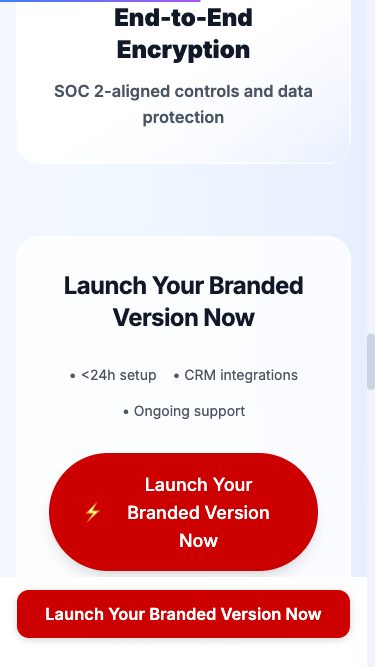 End-to-End
Encryption
SOC 2-aligned controls and data
protection
Launch Your Branded
Version Now
• <24h setup • CRM integrations
• Ongoing support
⚡ Launch Your
Branded Version
Now
Launch Your Branded Version Now